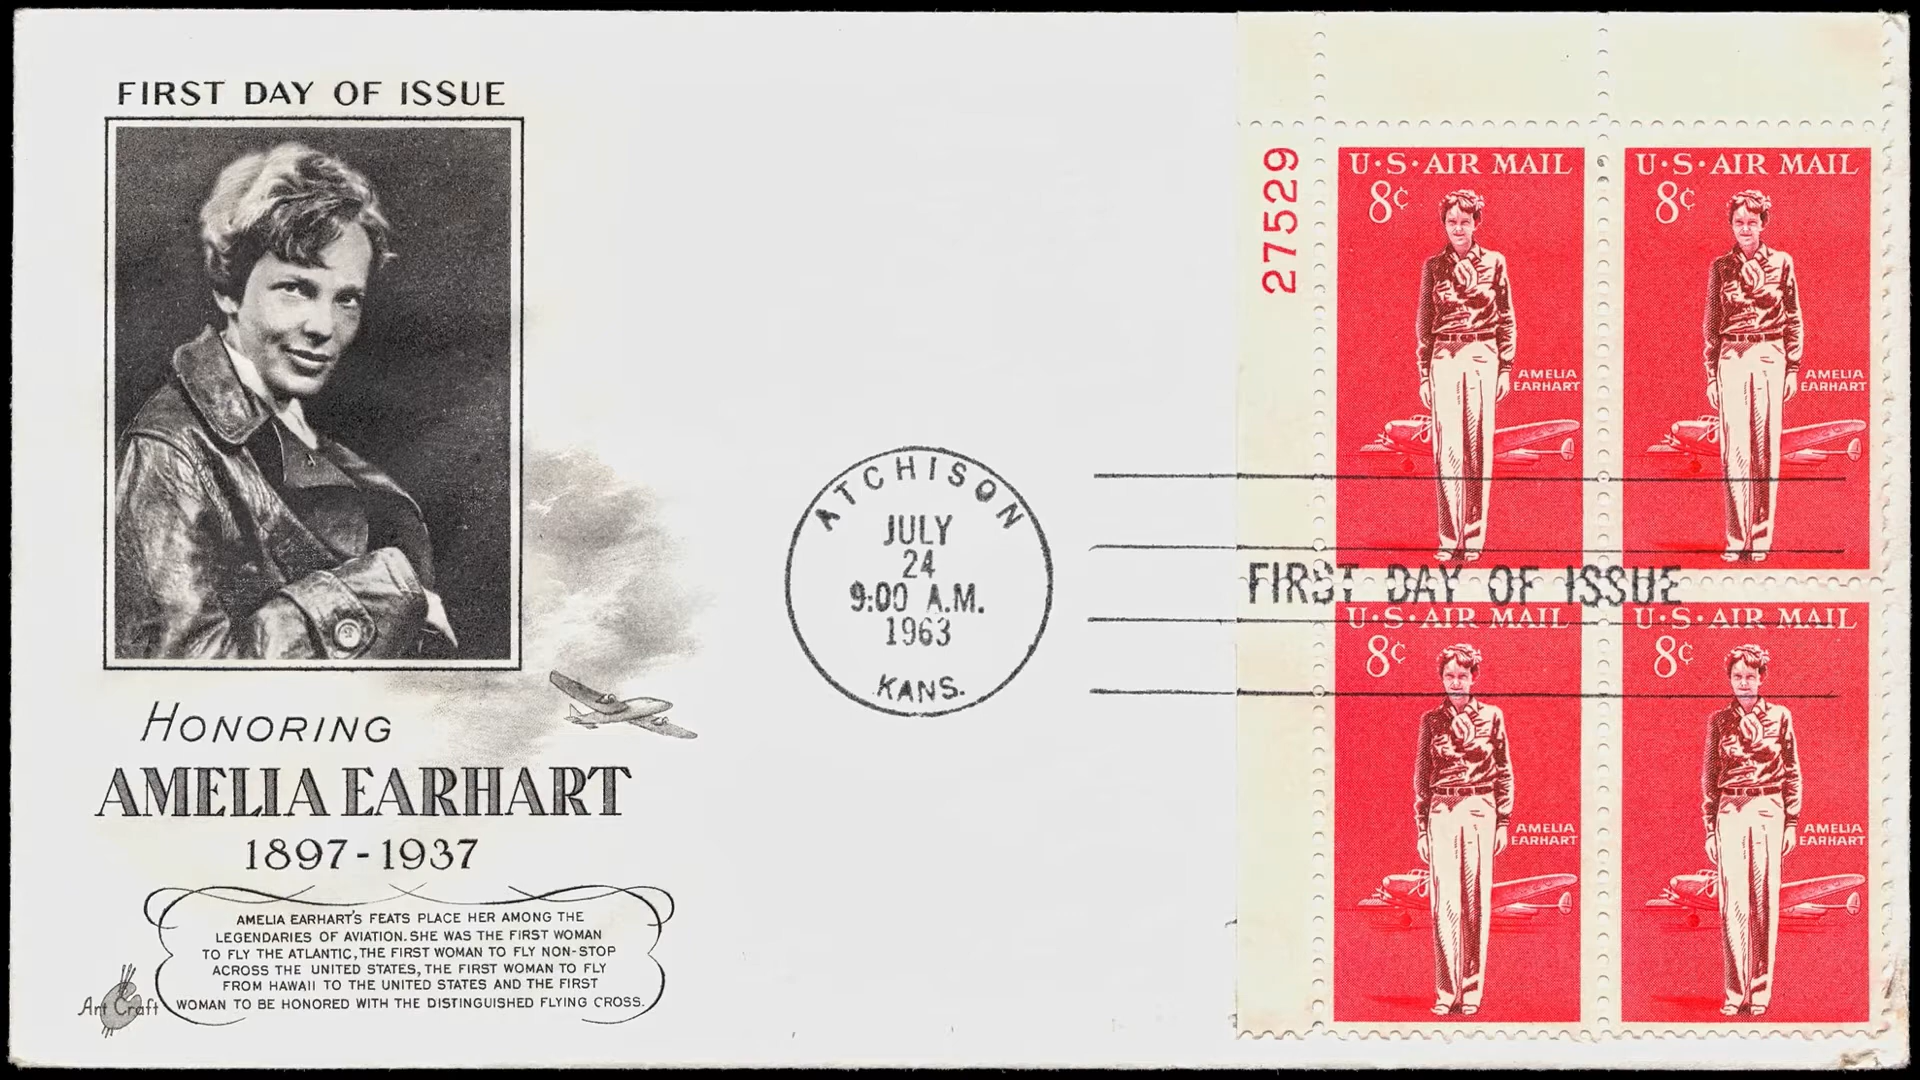 FIRST DAY OF ISSUE
HONORING
AMELIA EARHART
1897-1937
AMELIA EARHART'S FEATS PLACE HER AMONG THE
LEGENDARIES OF AVIATION. SHE WAS THE FIRST WOMAN
TO FLY THE ATLANTIC, THE FIRST WOMAN TO FLY NON-STOP
ACROSS THE UNITED STATES, THE FIRST WOMAN TO FLY
FROM HAWAII TO THE UNITED STATES AND THE FIRST
WOMAN TO BE HONORED WITH THE DISTINGUISHED FLYING CROSS.
Art Craft
ATCHISON
JULY
24
9:00 A.M.
1963
KANS.
FIRST DAY OF ISSUE
27529
U·S·AIR MAIL
8¢
AMELIA
EARHART
U·S·AIR MAIL
8¢
AMELIA
EARHART
U·S·AIR MAIL
8¢
AMELIA
EARHART
U·S·AIR MAIL
8¢
AMELIA
EARHART